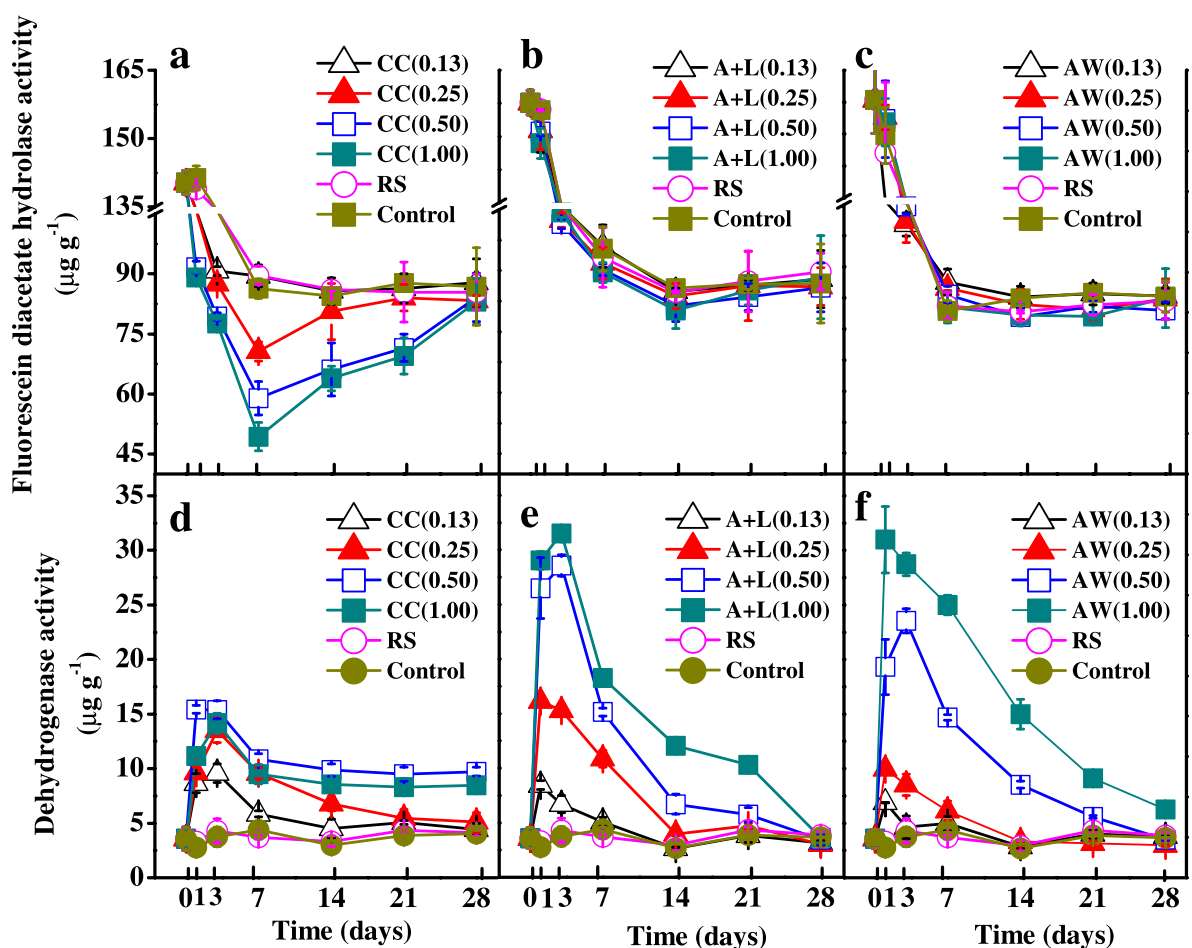 Fluorescein diacetate hydrolase activity
(µg g-1)
165
150
135
90
75
60
45
a
CC(0.13)
CC(0.25)
CC(0.50)
CC(1.00)
RS
Control
b
A+L(0.13)
A+L(0.25)
A+L(0.50)
A+L(1.00)
RS
Control
c
AW(0.13)
AW(0.25)
AW(0.50)
AW(1.00)
RS
Control
Dehydrogenase activity
(µg g-1)
35
30
25
20
15
10
5
0
d
CC(0.13)
CC(0.25)
CC(0.50)
CC(1.00)
RS
Control
0 1 3 7 14 21 28
Time (days)
e
A+L(0.13)
A+L(0.25)
A+L(0.50)
A+L(1.00)
RS
Control
0 1 3 7 14 21 28
Time (days)
f
AW(0.13)
AW(0.25)
AW(0.50)
AW(1.00)
RS
Control
0 1 3 7 14 21 28
Time (days)